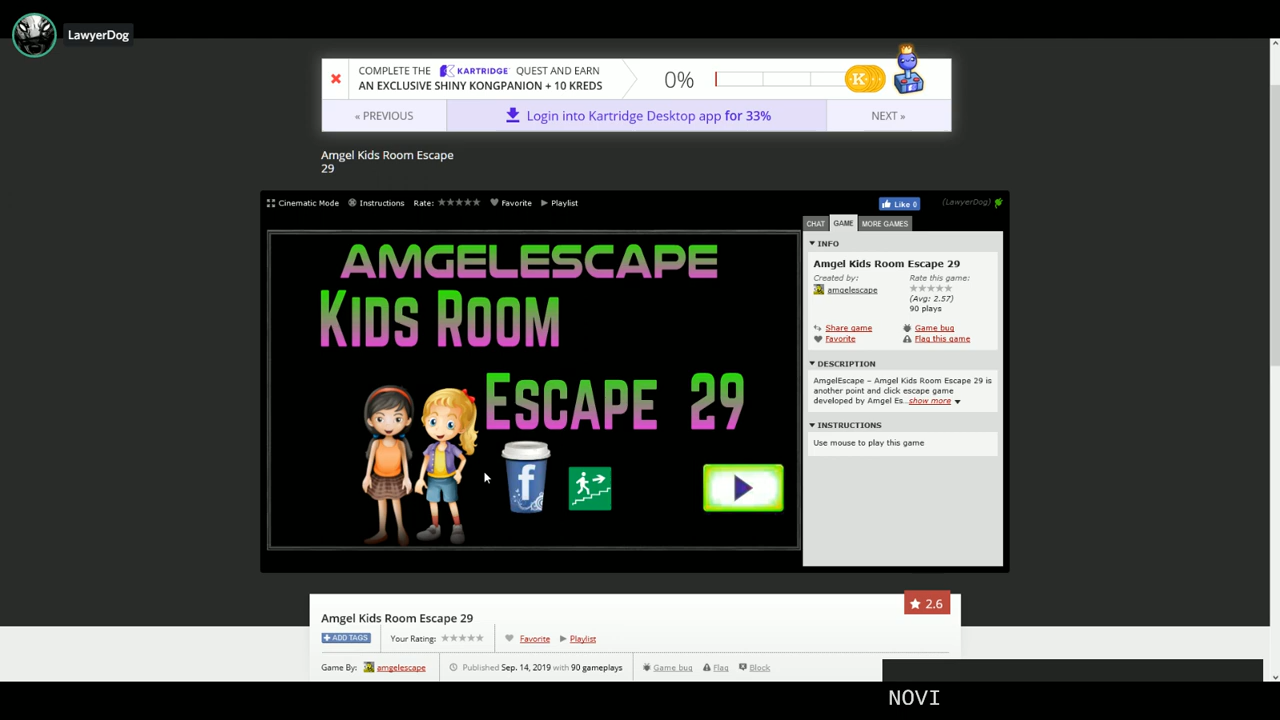 LawyerDog
COMPLETE THE KARTRIDGE QUEST AND EARN
AN EXCLUSIVE SHINY KONGPANION + 10 KREDS
0%
K
« PREVIOUS
Login into Kartridge Desktop app for 33%
NEXT »
Amgel Kids Room Escape
29
Cinematic Mode
Instructions
Rate:
Favorite
Playlist
Like 0
(LawyerDog)
AMGELESCAPE
KIDS ROOM
ESCAPE 29
f
CHAT
GAME
MORE GAMES
INFO
Amgel Kids Room Escape 29
Created by:
amgelescape
Rate this game:
(Avg: 2.57)
90 plays
Share game
Game bug
Favorite
Flag this game
DESCRIPTION
AmgelEscape – Amgel Kids Room Escape 29 is
another point and click escape game
developed by Amgel Es...show more
INSTRUCTIONS
Use mouse to play this game
2.6
Amgel Kids Room Escape 29
+ ADD TAGS
Your Rating:
Favorite
Playlist
Game By: amgelescape
Published Sep. 14, 2019 with 90 gameplays
Game bug
Flag
Block
NOVI